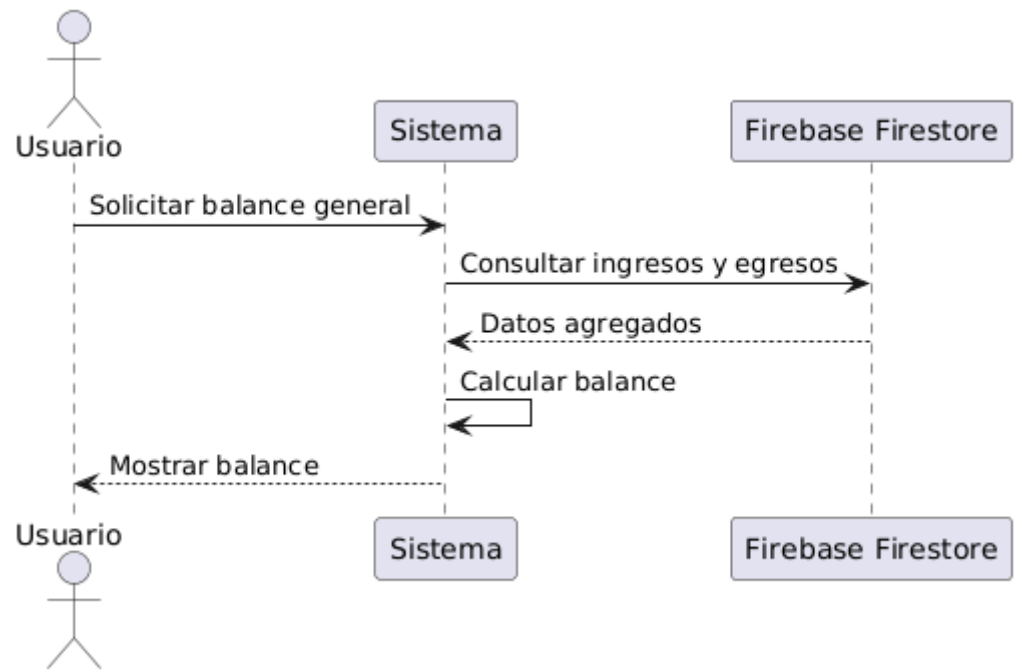 Usuario
Sistema
Firebase Firestore
Solicitar balance general
Consultar ingresos y egresos
Datos agregados
Calcular balance
Mostrar balance
Usuario
Sistema
Firebase Firestore